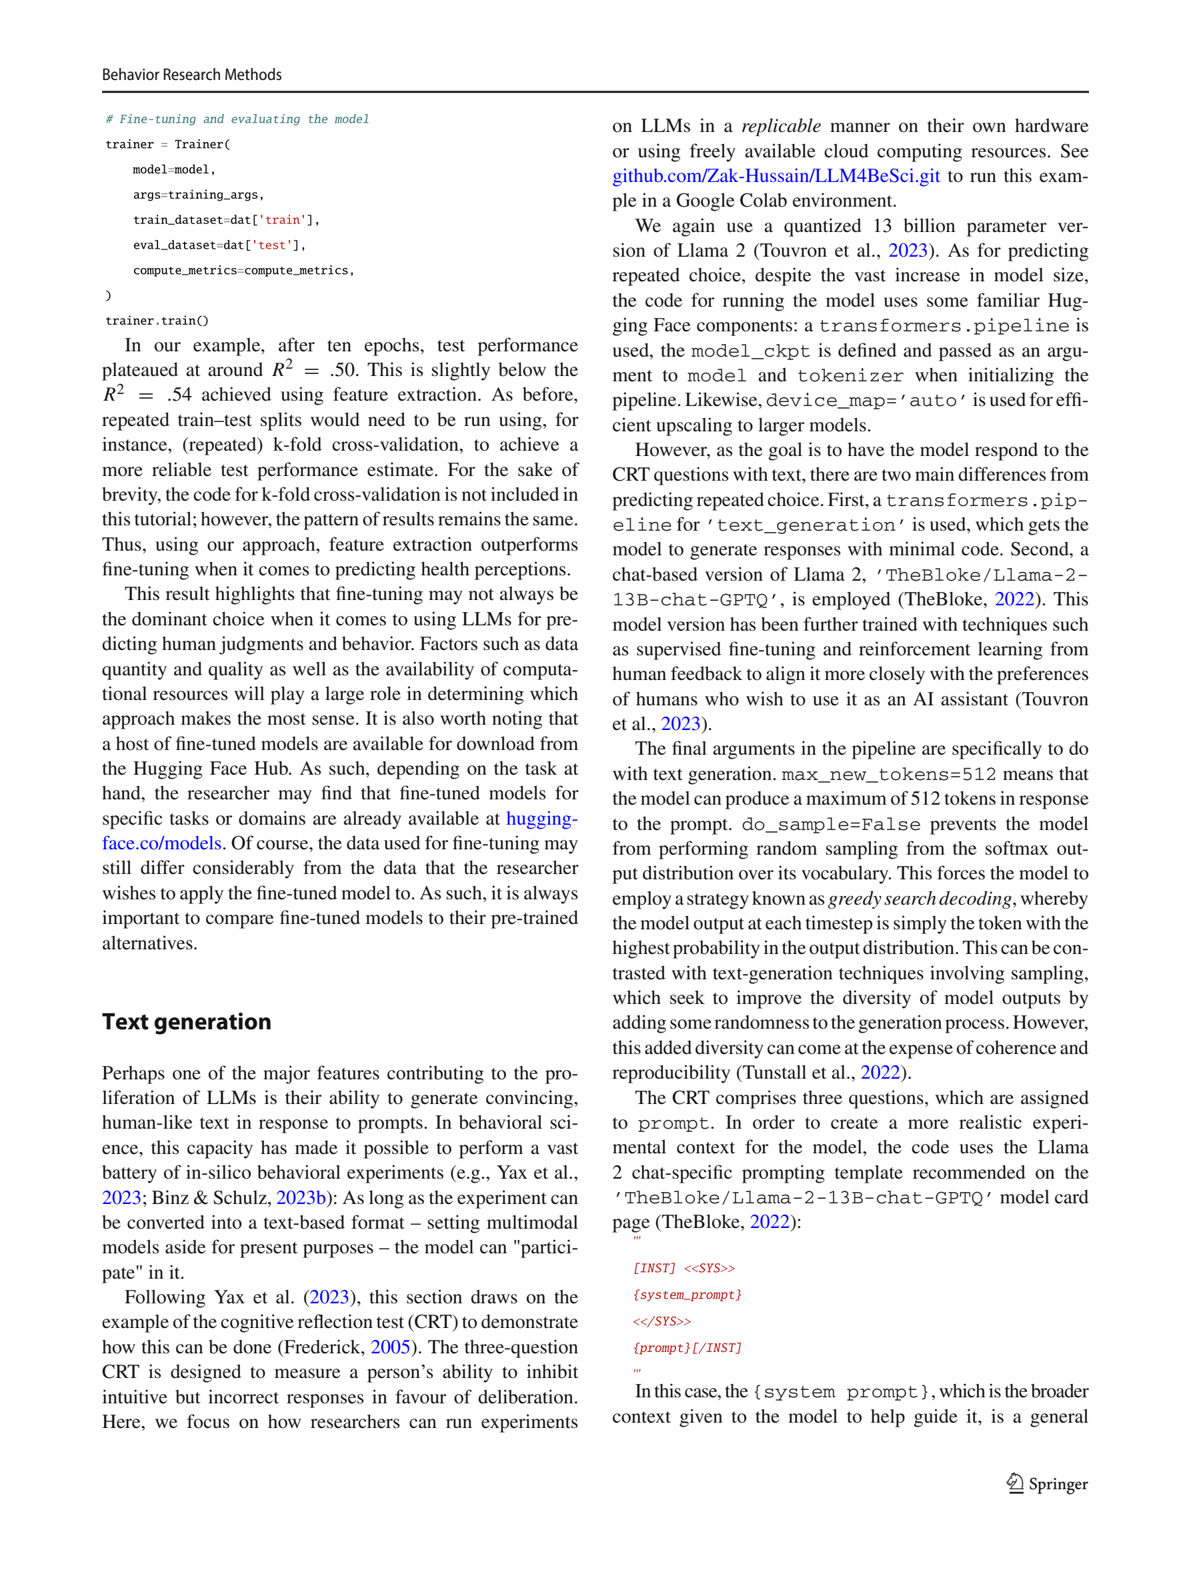 Behavior Research Methods
# Fine-tuning and evaluating the model
trainer = Trainer(
    model=model,
    args=training_args,
    train_dataset=dat['train'],
    eval_dataset=dat['test'],
    compute_metrics=compute_metrics,
)
trainer.train()
In our example, after ten epochs, test performance
plateaued at around R² = .50. This is slightly below the
R² = .54 achieved using feature extraction. As before,
repeated train–test splits would need to be run using, for
instance, (repeated) k-fold cross-validation, to achieve a
more reliable test performance estimate. For the sake of
brevity, the code for k-fold cross-validation is not included in
this tutorial; however, the pattern of results remains the same.
Thus, using our approach, feature extraction outperforms
fine-tuning when it comes to predicting health perceptions.
This result highlights that fine-tuning may not always be
the dominant choice when it comes to using LLMs for pre-
dicting human judgments and behavior. Factors such as data
quantity and quality as well as the availability of computa-
tional resources will play a large role in determining which
approach makes the most sense. It is also worth noting that
a host of fine-tuned models are available for download from
the Hugging Face Hub. As such, depending on the task at
hand, the researcher may find that fine-tuned models for
specific tasks or domains are already available at hugging-
face.co/models. Of course, the data used for fine-tuning may
still differ considerably from the data that the researcher
wishes to apply the fine-tuned model to. As such, it is always
important to compare fine-tuned models to their pre-trained
alternatives.
Text generation
Perhaps one of the major features contributing to the pro-
liferation of LLMs is their ability to generate convincing,
human-like text in response to prompts. In behavioral sci-
ence, this capacity has made it possible to perform a vast
battery of in-silico behavioral experiments (e.g., Yax et al.,
2023; Binz & Schulz, 2023b): As long as the experiment can
be converted into a text-based format – setting multimodal
models aside for present purposes – the model can "partici-
pate" in it.
Following Yax et al. (2023), this section draws on the
example of the cognitive reflection test (CRT) to demonstrate
how this can be done (Frederick, 2005). The three-question
CRT is designed to measure a person's ability to inhibit
intuitive but incorrect responses in favour of deliberation.
Here, we focus on how researchers can run experiments
on LLMs in a replicable manner on their own hardware
or using freely available cloud computing resources. See
github.com/Zak-Hussain/LLM4BeSci.git to run this exam-
ple in a Google Colab environment.
We again use a quantized 13 billion parameter ver-
sion of Llama 2 (Touvron et al., 2023). As for predicting
repeated choice, despite the vast increase in model size,
the code for running the model uses some familiar Hug-
ging Face components: a transformers.pipeline is
used, the model_ckpt is defined and passed as an argu-
ment to model and tokenizer when initializing the
pipeline. Likewise, device_map='auto' is used for effi-
cient upscaling to larger models.
However, as the goal is to have the model respond to the
CRT questions with text, there are two main differences from
predicting repeated choice. First, a transformers.pip-
eline for 'text_generation' is used, which gets the
model to generate responses with minimal code. Second, a
chat-based version of Llama 2, 'TheBloke/Llama-2-
13B-chat-GPTQ', is employed (TheBloke, 2022). This
model version has been further trained with techniques such
as supervised fine-tuning and reinforcement learning from
human feedback to align it more closely with the preferences
of humans who wish to use it as an AI assistant (Touvron
et al., 2023).
The final arguments in the pipeline are specifically to do
with text generation. max_new_tokens=512 means that
the model can produce a maximum of 512 tokens in response
to the prompt. do_sample=False prevents the model
from performing random sampling from the softmax out-
put distribution over its vocabulary. This forces the model to
employ a strategy known as greedy search decoding, whereby
the model output at each timestep is simply the token with the
highest probability in the output distribution. This can be con-
trasted with text-generation techniques involving sampling,
which seek to improve the diversity of model outputs by
adding some randomness to the generation process. However,
this added diversity can come at the expense of coherence and
reproducibility (Tunstall et al., 2022).
The CRT comprises three questions, which are assigned
to prompt. In order to create a more realistic experi-
mental context for the model, the code uses the Llama
2 chat-specific prompting template recommended on the
'TheBloke/Llama-2-13B-chat-GPTQ' model card
page (TheBloke, 2022):
'''
[INST] <<SYS>>
{system_prompt}
<</SYS>>
{prompt}[/INST]
'''
In this case, the {system prompt}, which is the broader
context given to the model to help guide it, is a general
Springer